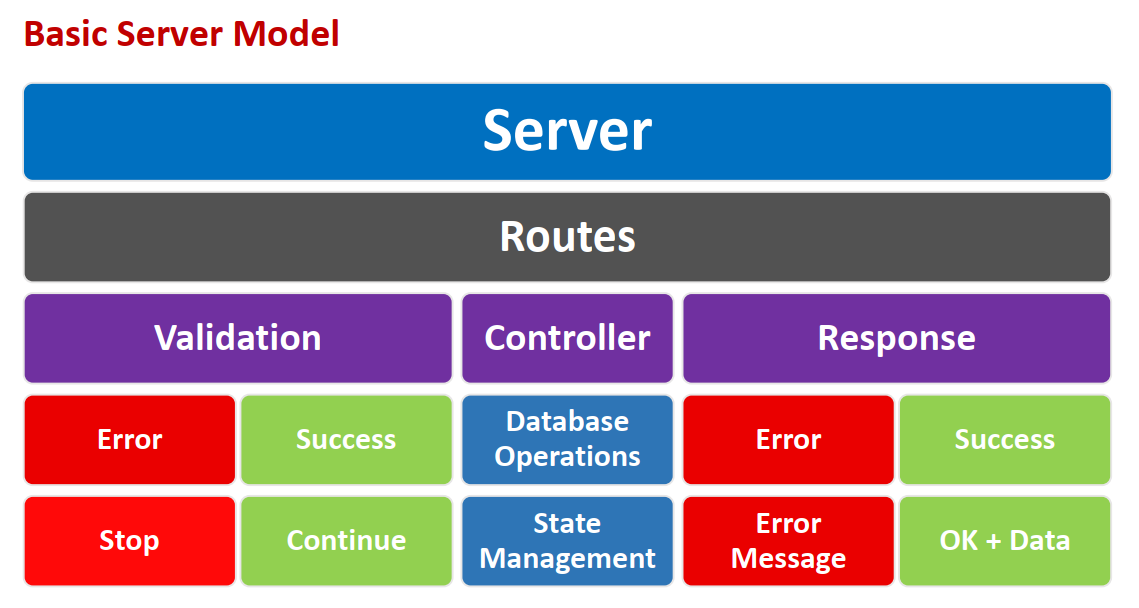 Basic Server Model
Server
Routes
Validation
Controller
Response
Error
Success
Database
Operations
Error
Success
Stop
Continue
State
Management
Error
Message
OK + Data